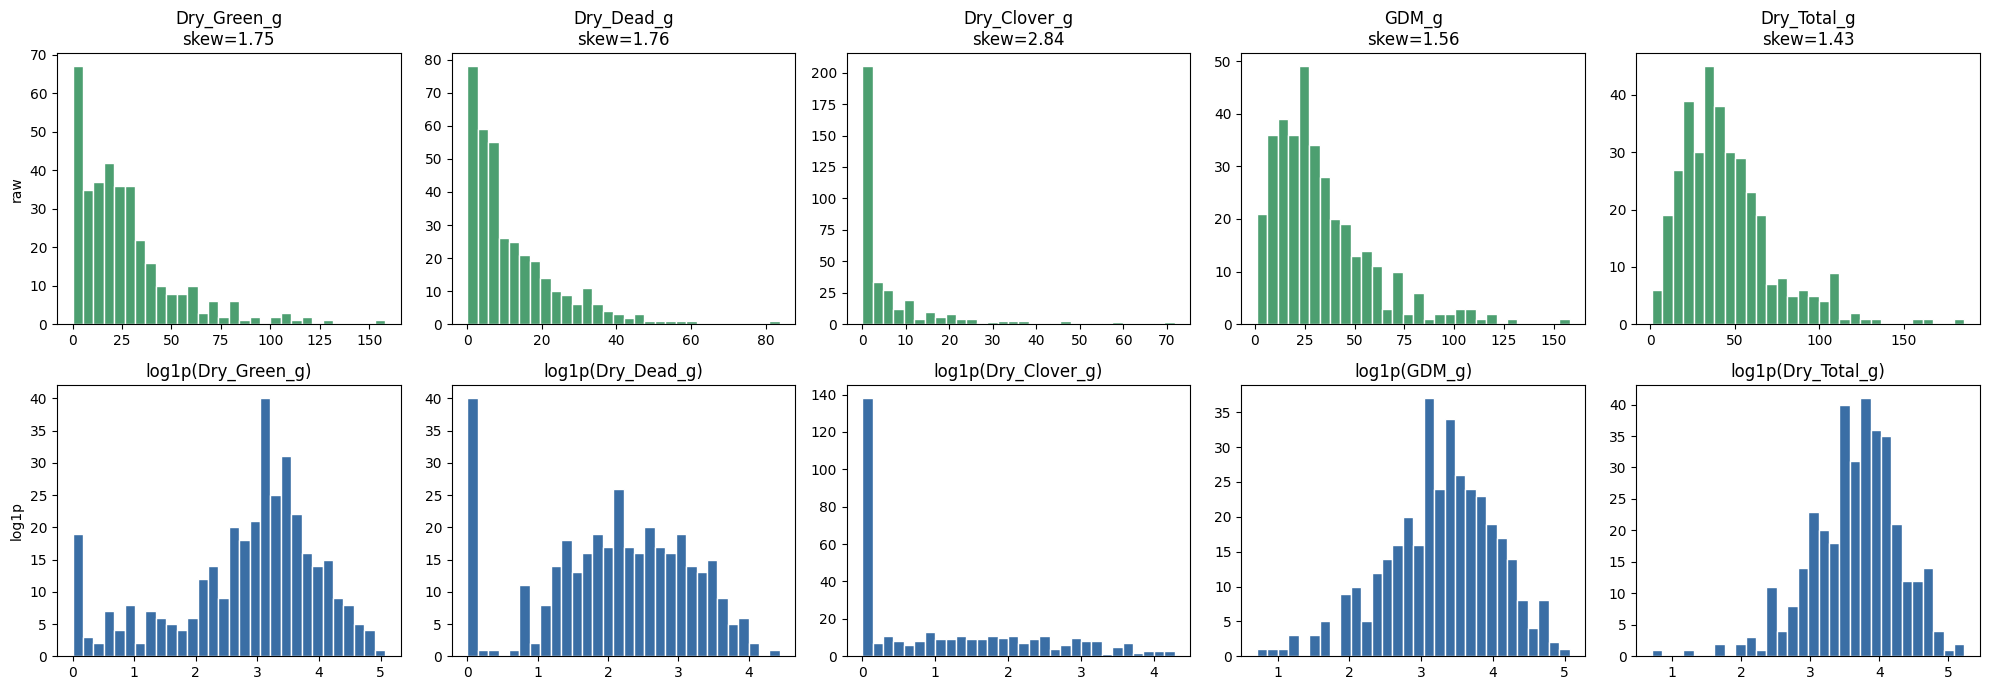 Dry_Green_g
skew=1.75
Dry_Dead_g
skew=1.76
Dry_Clover_g
skew=2.84
GDM_g
skew=1.56
Dry_Total_g
skew=1.43
raw
70
60
50
40
30
20
10
0
0 25 50 75 100 125 150
80
70
60
50
40
30
20
10
0
0 20 40 60 80
200
175
150
125
100
75
50
25
0
0 10 20 30 40 50 60 70
50
40
30
20
10
0
0 25 50 75 100 125 150
40
30
20
10
0
0 50 100 150
log1p(Dry_Green_g)
log1p(Dry_Dead_g)
log1p(Dry_Clover_g)
log1p(GDM_g)
log1p(Dry_Total_g)
log1p
40
35
30
25
20
15
10
5
0
0 1 2 3 4 5
40
35
30
25
20
15
10
5
0
0 1 2 3 4
140
120
100
80
60
40
20
0
0 1 2 3 4
35
30
25
20
15
10
5
0
1 2 3 4 5
40
35
30
25
20
15
10
5
0
1 2 3 4 5